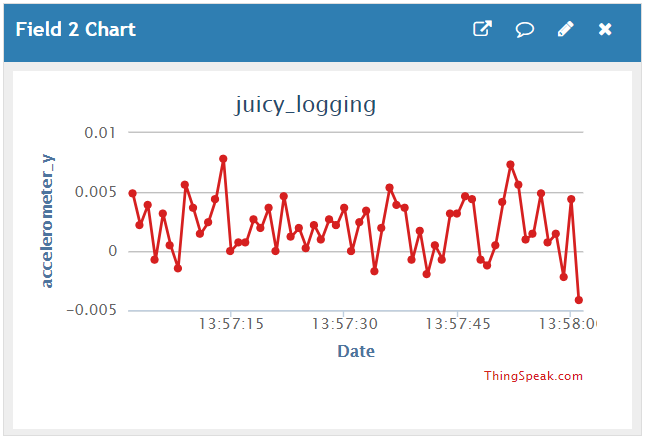 Field 2 Chart
juicy_logging
accelerometer_y
0.01
0.005
0
-0.005
13:57:15 13:57:30 13:57:45 13:58:0
Date
ThingSpeak.com